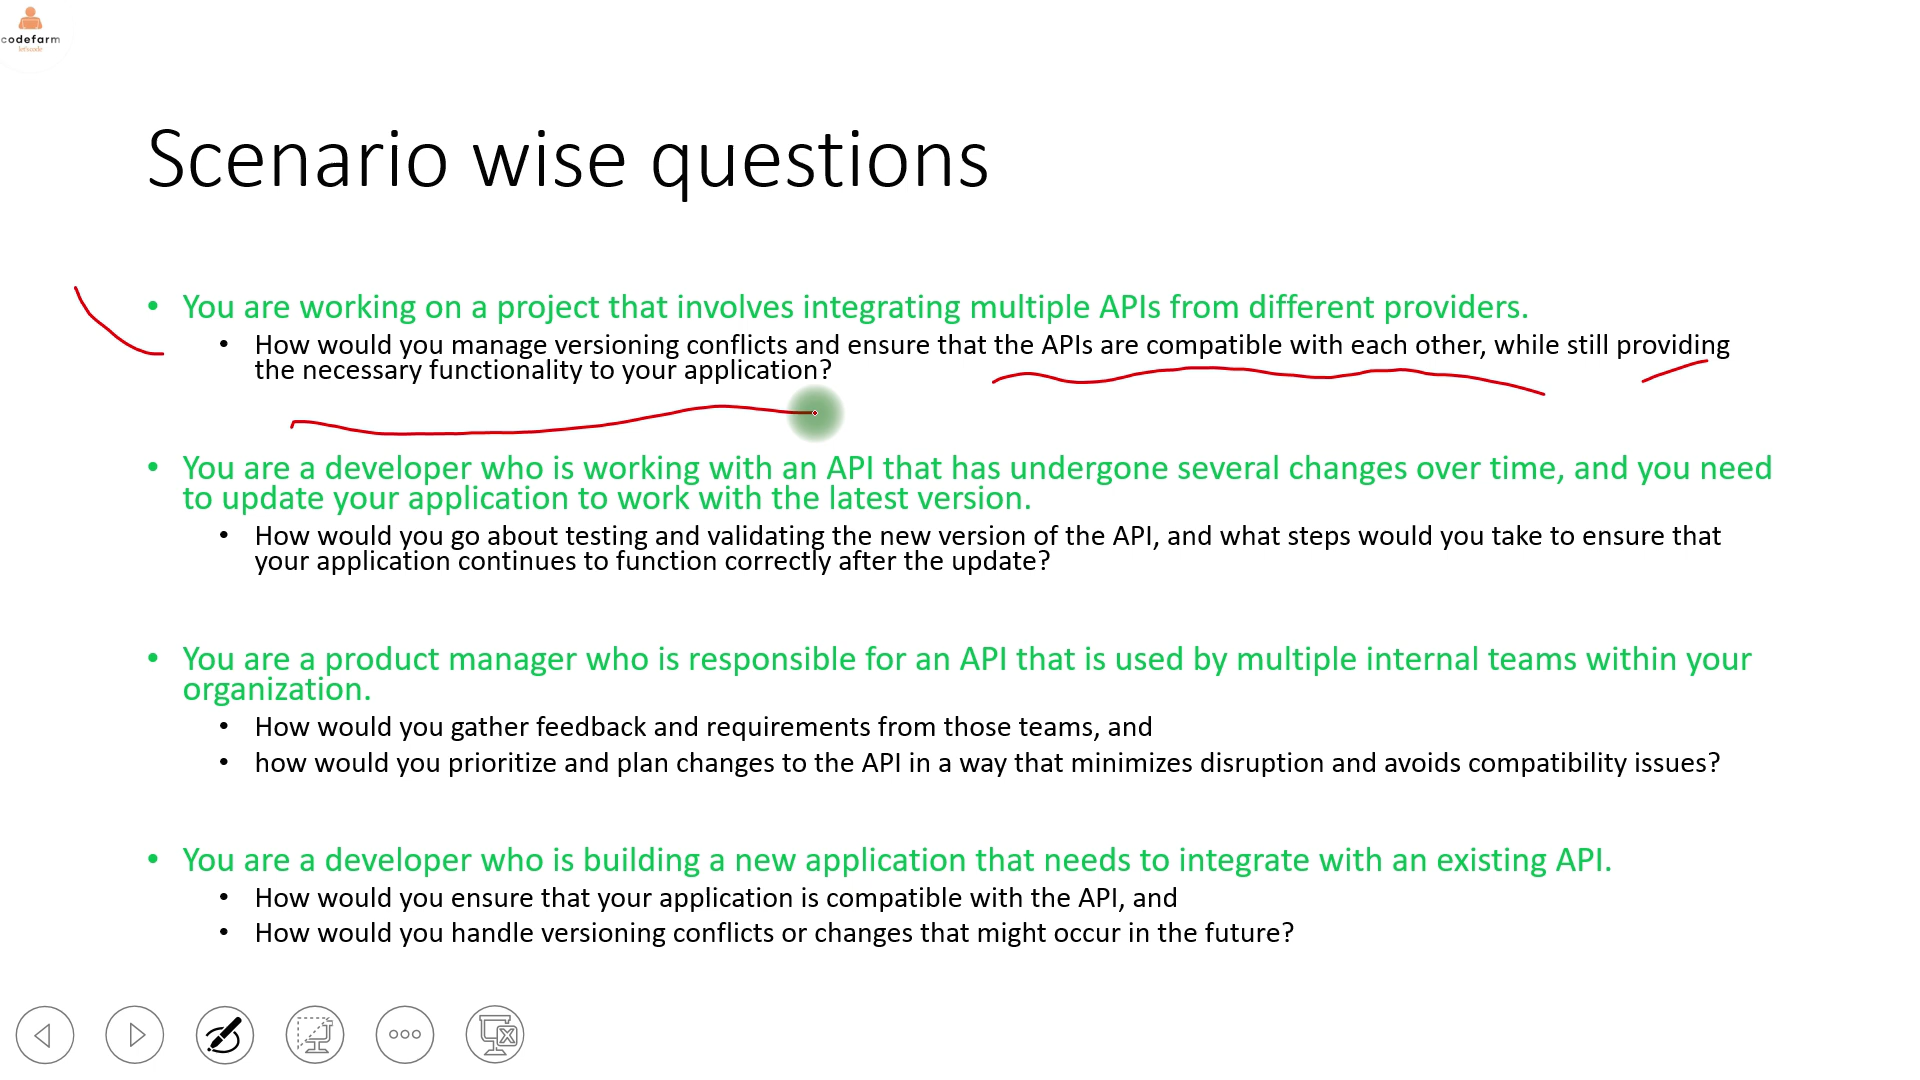 codefarm
let'scode
Scenario wise questions
• You are working on a project that involves integrating multiple APIs from different providers.
• How would you manage versioning conflicts and ensure that the APIs are compatible with each other, while still providing
the necessary functionality to your application?
• You are a developer who is working with an API that has undergone several changes over time, and you need
to update your application to work with the latest version.
• How would you go about testing and validating the new version of the API, and what steps would you take to ensure that
your application continues to function correctly after the update?
• You are a product manager who is responsible for an API that is used by multiple internal teams within your
organization.
• How would you gather feedback and requirements from those teams, and
• how would you prioritize and plan changes to the API in a way that minimizes disruption and avoids compatibility issues?
• You are a developer who is building a new application that needs to integrate with an existing API.
• How would you ensure that your application is compatible with the API, and
• How would you handle versioning conflicts or changes that might occur in the future?